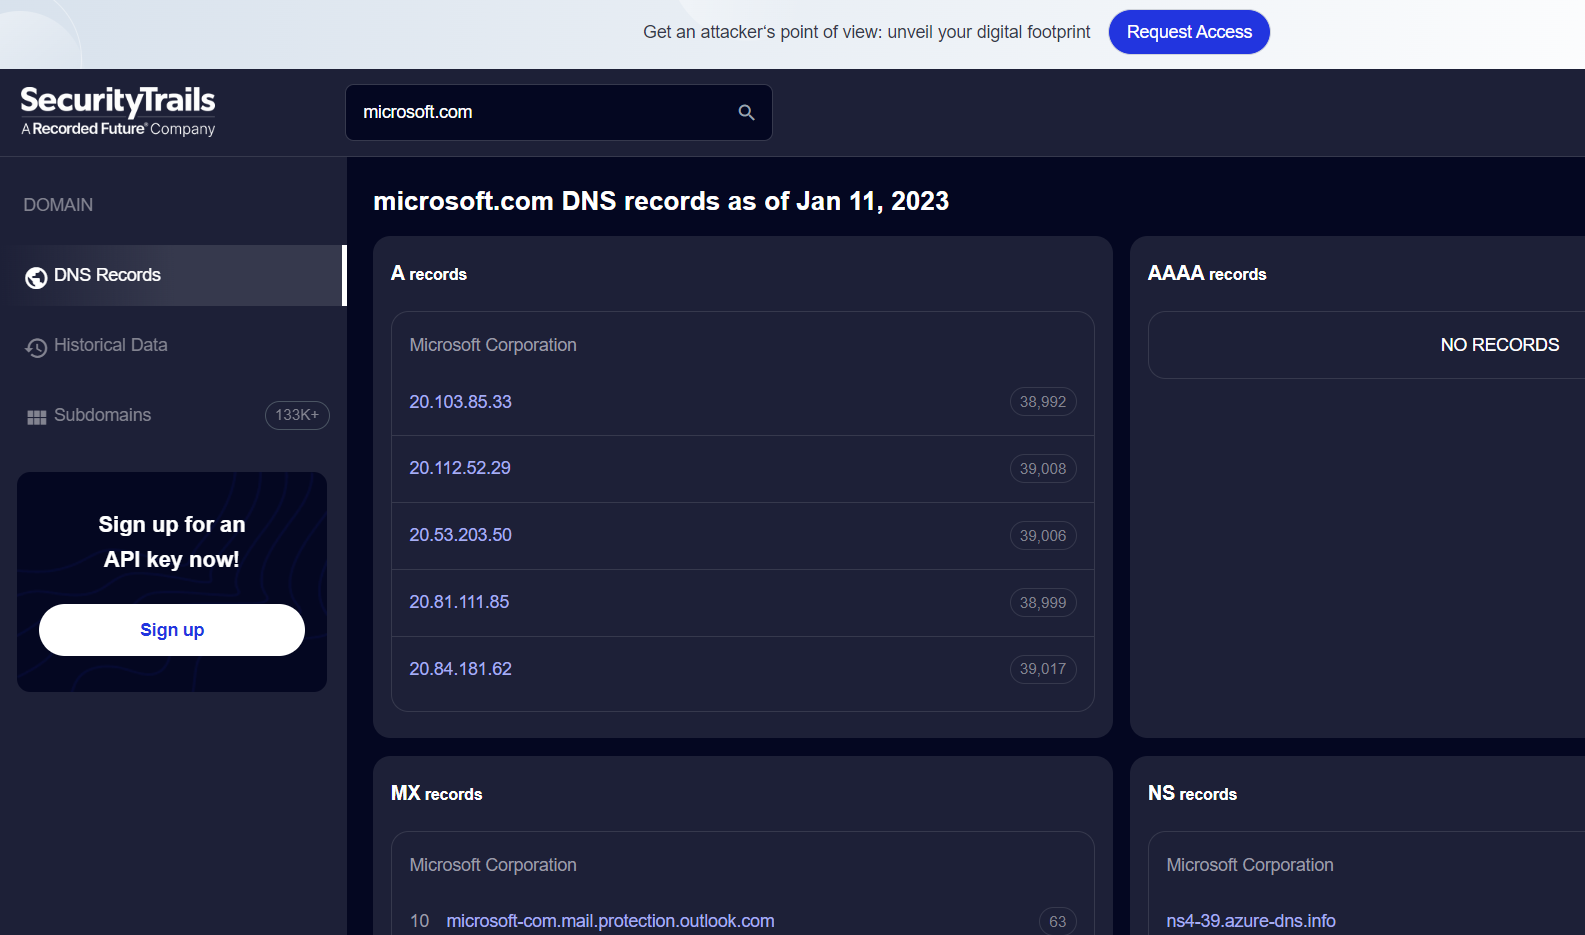 Get an attacker‘s point of view: unveil your digital footprint
Request Access
SecurityTrails
A Recorded Future® Company
microsoft.com
DOMAIN
DNS Records
Historical Data
Subdomains 133K+
Sign up for an
API key now!
Sign up
microsoft.com DNS records as of Jan 11, 2023
A records
Microsoft Corporation
20.103.85.33 38,992
20.112.52.29 39,008
20.53.203.50 39,006
20.81.111.85 38,999
20.84.181.62 39,017
AAAA records
NO RECORDS
MX records
Microsoft Corporation
10 microsoft-com.mail.protection.outlook.com 63
NS records
Microsoft Corporation
ns4-39.azure-dns.info